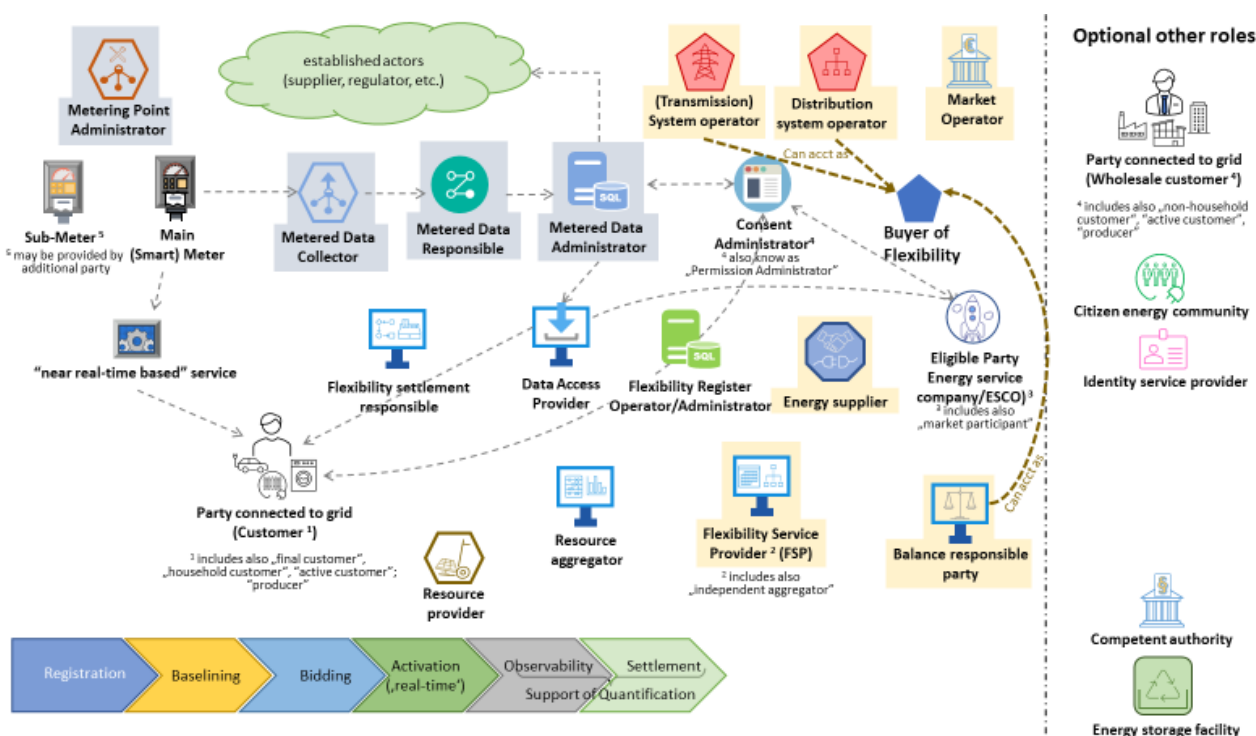 established actors
(supplier, regulator, etc.)
Metering Point
Administrator
(Transmission)
System operator
Distribution
system operator
Market
Operator
Optional other roles
Can acct as
Party connected to grid
(Wholesale customer ⁴)
⁴ includes also „non-household
customer", "active customer",
"producer"
Sub-Meter ⁵
⁵ may be provided by
additional party
Main
(Smart) Meter
Metered Data
Collector
Metered Data
Responsible
SQL
Metered Data
Administrator
Consent
Administrator⁴
⁴ also know as
„Permission Administrator"
Buyer of
Flexibility
Citizen energy community
Identity service provider
"near real-time based" service
Flexibility settlement
responsible
Data Access
Provider
SQL
Flexibility Register
Operator/Administrator
Energy supplier
Eligible Party
Energy service
company/ESCO) ³
³ includes also
„market participant"
Party connected to grid
(Customer ¹)
¹ includes also „final customer",
„household customer", "active customer";
"producer"
Resource
provider
Resource
aggregator
Flexibility Service
Provider ² (FSP)
² includes also
„independent aggregator"
Can acct as
Balance responsible
party
Competent authority
Energy storage facility
Registration
Baselining
Bidding
Activation
(‚real-time')
Observability
Settlement
Support of Quantification